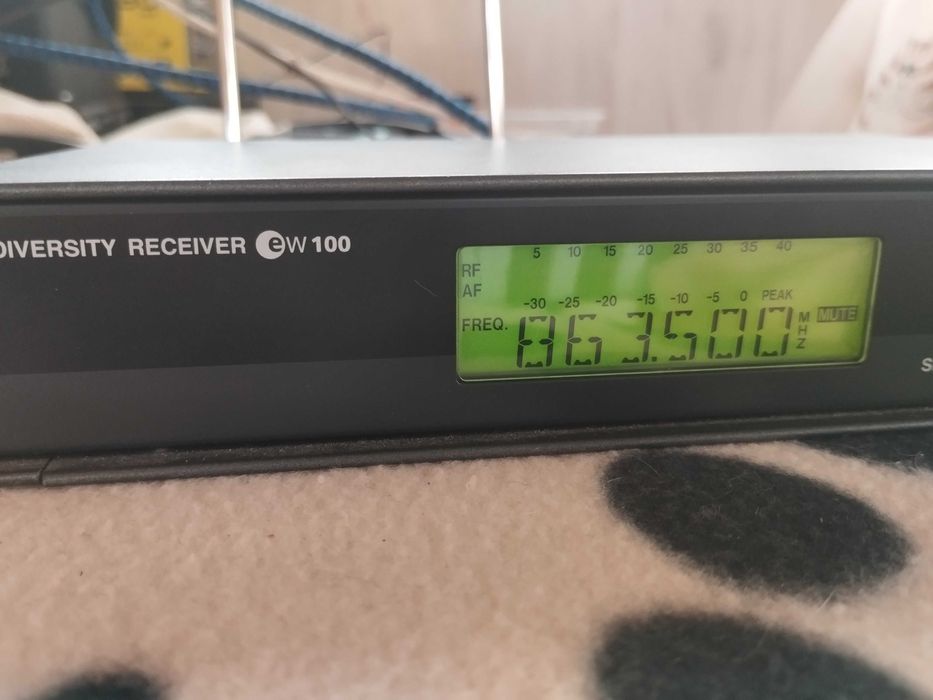 DIVERSITY RECEIVER ew 100
5 10 15 20 25 30 35 40
RF
AF
-30 -25 -20 -15 -10 -5 0 PEAK
FREQ. 863.500 MHZ MUTE
S